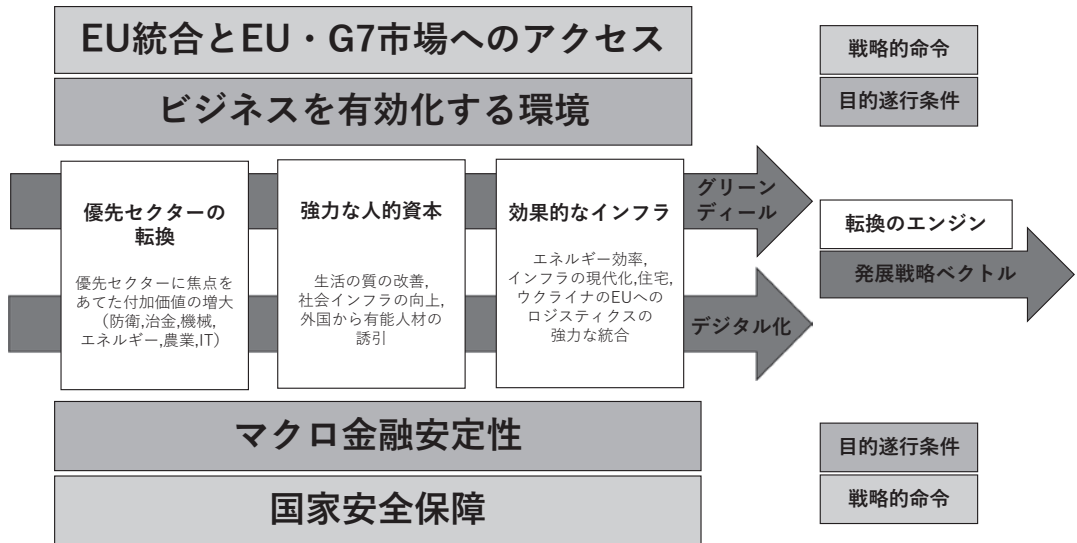 EU統合とEU・G7市場へのアクセス
戦略的命令
ビジネスを有効化する環境
目的遂行条件
優先セクターの
転換
優先セクターに焦点を
あてた付加価値の増大
（防衛,冶金,機械,
エネルギー,農業,IT）
強力な人的資本
生活の質の改善,
社会インフラの向上,
外国から有能人材の
誘引
効果的なインフラ
エネルギー効率,
インフラの現代化,住宅,
ウクライナのEUへの
ロジスティクスの
強力な統合
グリーン
ディール
デジタル化
転換のエンジン
発展戦略ベクトル
マクロ金融安定性
目的遂行条件
国家安全保障
戦略的命令